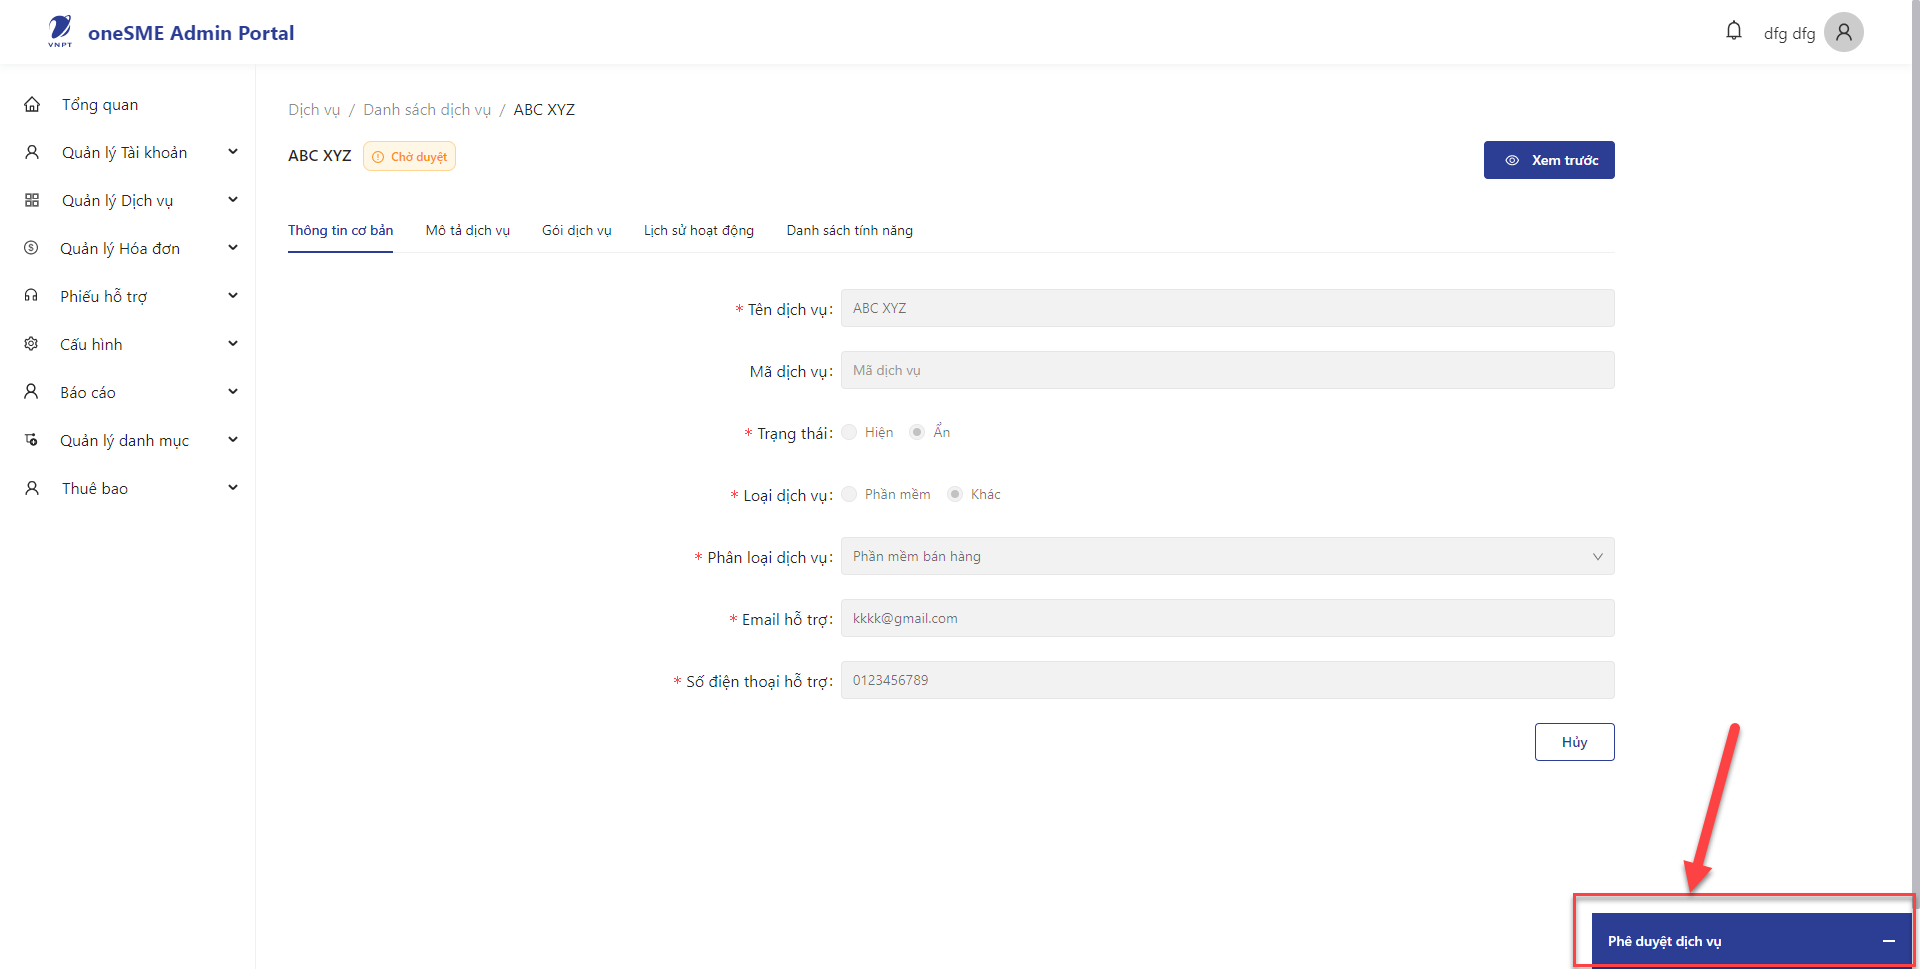 VNPT
oneSME Admin Portal
dfg dfg
Tổng quan
Quản lý Tài khoản
Quản lý Dịch vụ
Quản lý Hóa đơn
Phiếu hỗ trợ
Cấu hình
Báo cáo
Quản lý danh mục
Thuê bao
Dịch vụ / Danh sách dịch vụ / ABC XYZ
ABC XYZ Chờ duyệt
Xem trước
Thông tin cơ bản Mô tả dịch vụ Gói dịch vụ Lịch sử hoạt động Danh sách tính năng
* Tên dịch vụ: ABC XYZ
Mã dịch vụ: Mã dịch vụ
* Trạng thái: Hiện Ẩn
* Loại dịch vụ: Phần mềm Khác
* Phân loại dịch vụ: Phần mềm bán hàng
* Email hỗ trợ: kkkk@gmail.com
* Số điện thoại hỗ trợ: 0123456789
Hủy
Phê duyệt dịch vụ